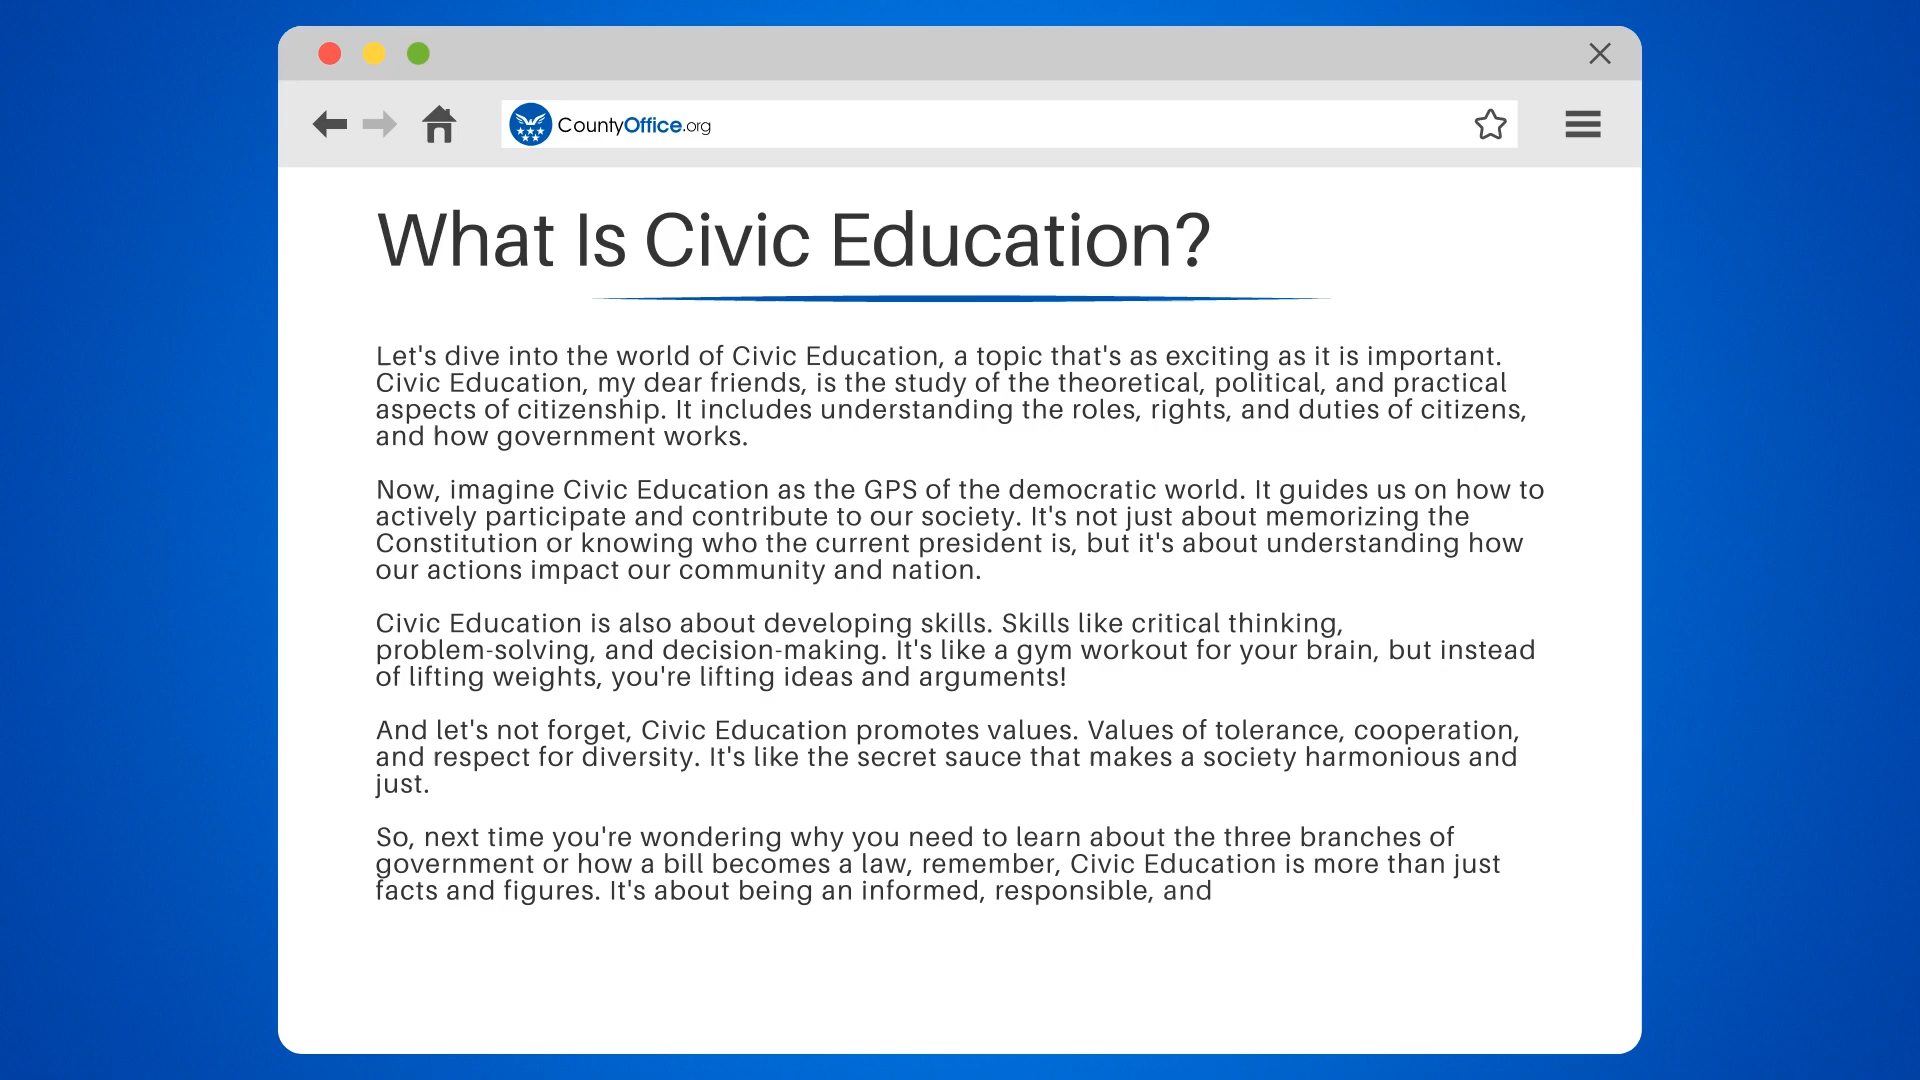 CountyOffice.org
What Is Civic Education?
Let's dive into the world of Civic Education, a topic that's as exciting as it is important.
Civic Education, my dear friends, is the study of the theoretical, political, and practical
aspects of citizenship. It includes understanding the roles, rights, and duties of citizens,
and how government works.
Now, imagine Civic Education as the GPS of the democratic world. It guides us on how to
actively participate and contribute to our society. It's not just about memorizing the
Constitution or knowing who the current president is, but it's about understanding how
our actions impact our community and nation.
Civic Education is also about developing skills. Skills like critical thinking,
problem-solving, and decision-making. It's like a gym workout for your brain, but instead
of lifting weights, you're lifting ideas and arguments!
And let's not forget, Civic Education promotes values. Values of tolerance, cooperation,
and respect for diversity. It's like the secret sauce that makes a society harmonious and
just.
So, next time you're wondering why you need to learn about the three branches of
government or how a bill becomes a law, remember, Civic Education is more than just
facts and figures. It's about being an informed, responsible, and